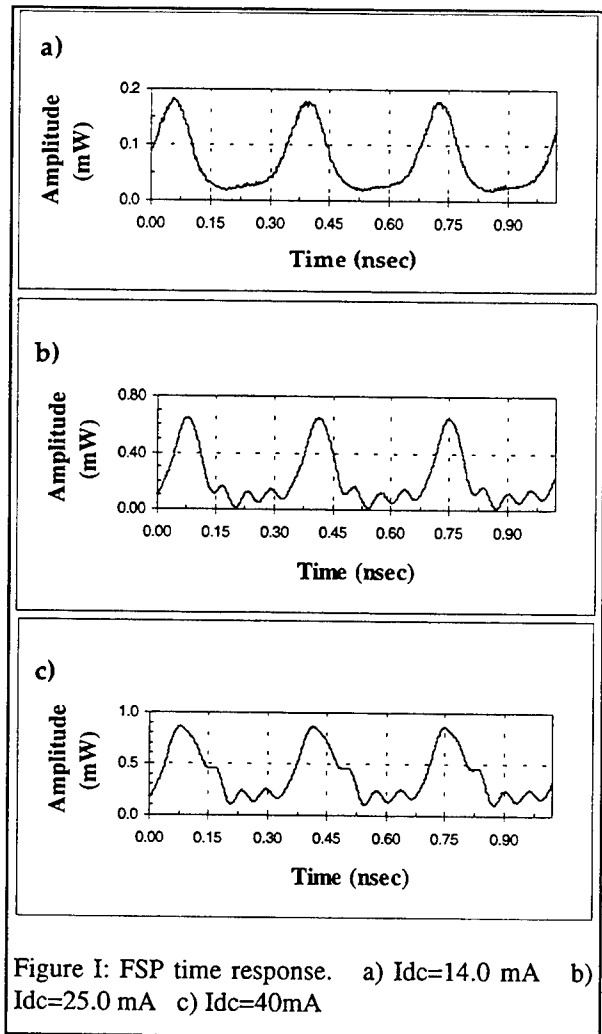 a)
Amplitude
(mW)
0.2
0.1
0.0
0.00 0.15 0.30 0.45 0.60 0.75 0.90
Time (nsec)
b)
Amplitude
(mW)
0.80
0.40
0.00
0.00 0.15 0.30 0.45 0.60 0.75 0.90
Time (nsec)
c)
Amplitude
(mW)
1.0
0.5
0.0
0.00 0.15 0.30 0.45 0.60 0.75 0.90
Time (nsec)
Figure I: FSP time response. a) Idc=14.0 mA b)
Idc=25.0 mA c) Idc=40mA